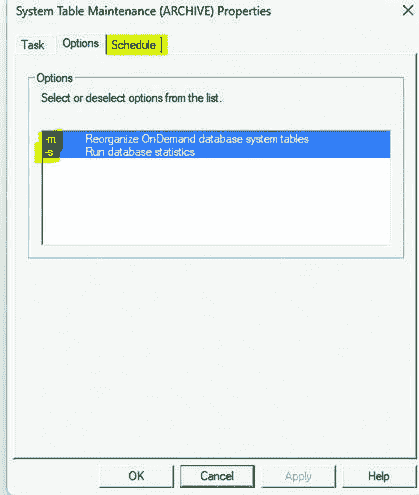 System Table Maintenance (ARCHIVE) Properties
Task Options Schedule
Options
Select or deselect options from the list.
-m Reorganize OnDemand database system tables
-s Run database statistics
OK Cancel Apply Help